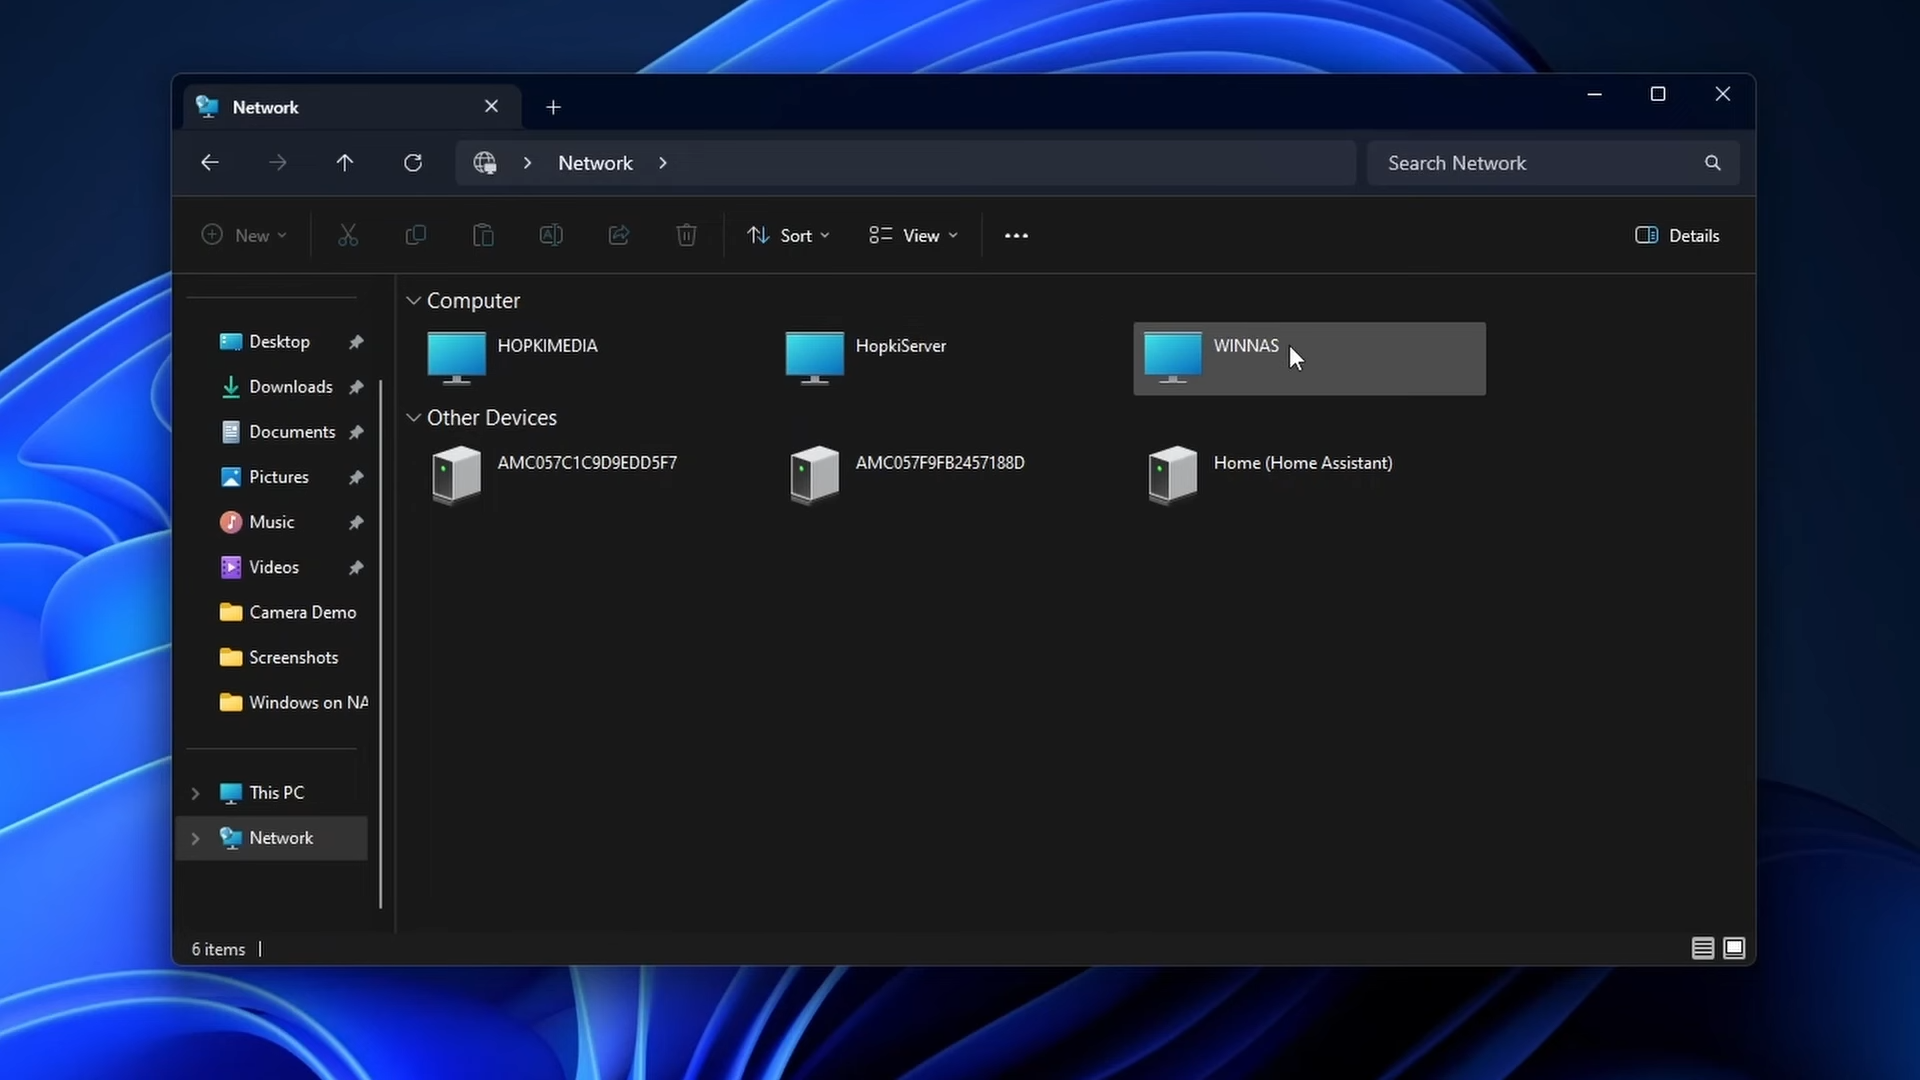 Network
Network
Search Network
New
Sort
View
Details
Desktop
Downloads
Documents
Pictures
Music
Videos
Camera Demo
Screenshots
Windows on NA
This PC
Network
Computer
HOPKIMEDIA
HopkiServer
WINNAS
Other Devices
AMC057C1C9D9EDD5F7
AMC057F9FB2457188D
Home (Home Assistant)
6 items